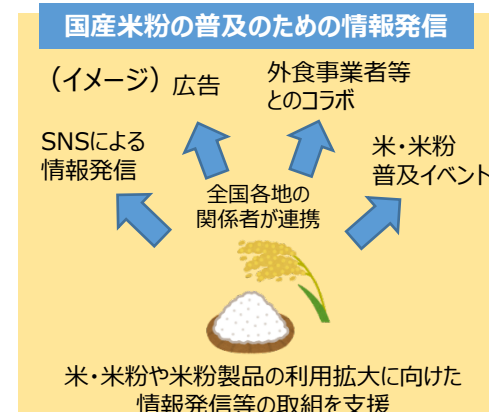 国産米粉の普及のための情報発信
（イメージ）
広告
外食事業者等
とのコラボ
SNSによる
情報発信
米・米粉
普及イベント
全国各地の
関係者が連携
米・米粉や米粉製品の利用拡大に向けた
情報発信等の取組を支援